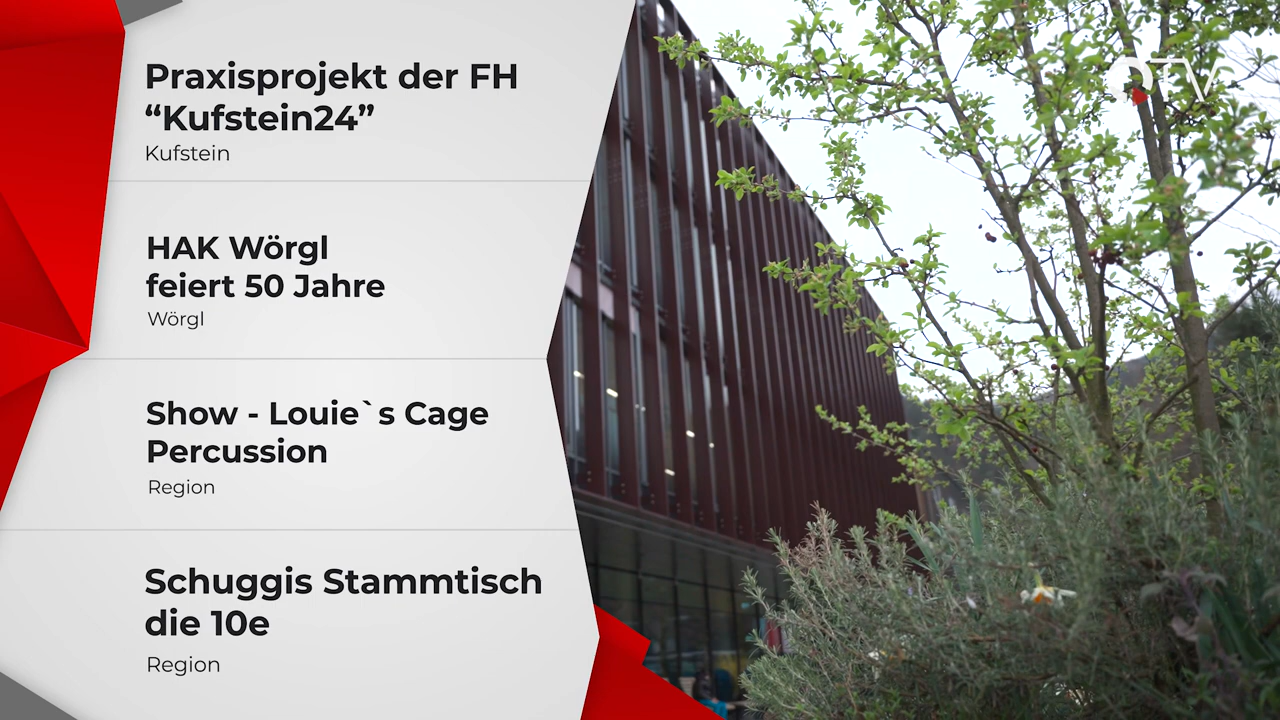 Praxisprojekt der FH
“Kufstein24”
Kufstein
HAK Wörgl
feiert 50 Jahre
Wörgl
Show - Louie`s Cage
Percussion
Region
Schuggis Stammtisch
die 10e
Region
QTV